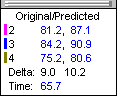 Original/Predicted
2 81.2, 87.1
3 84.2, 90.9
4 75.2, 80.6
Delta: 9.0 10.2
Time: 65.7